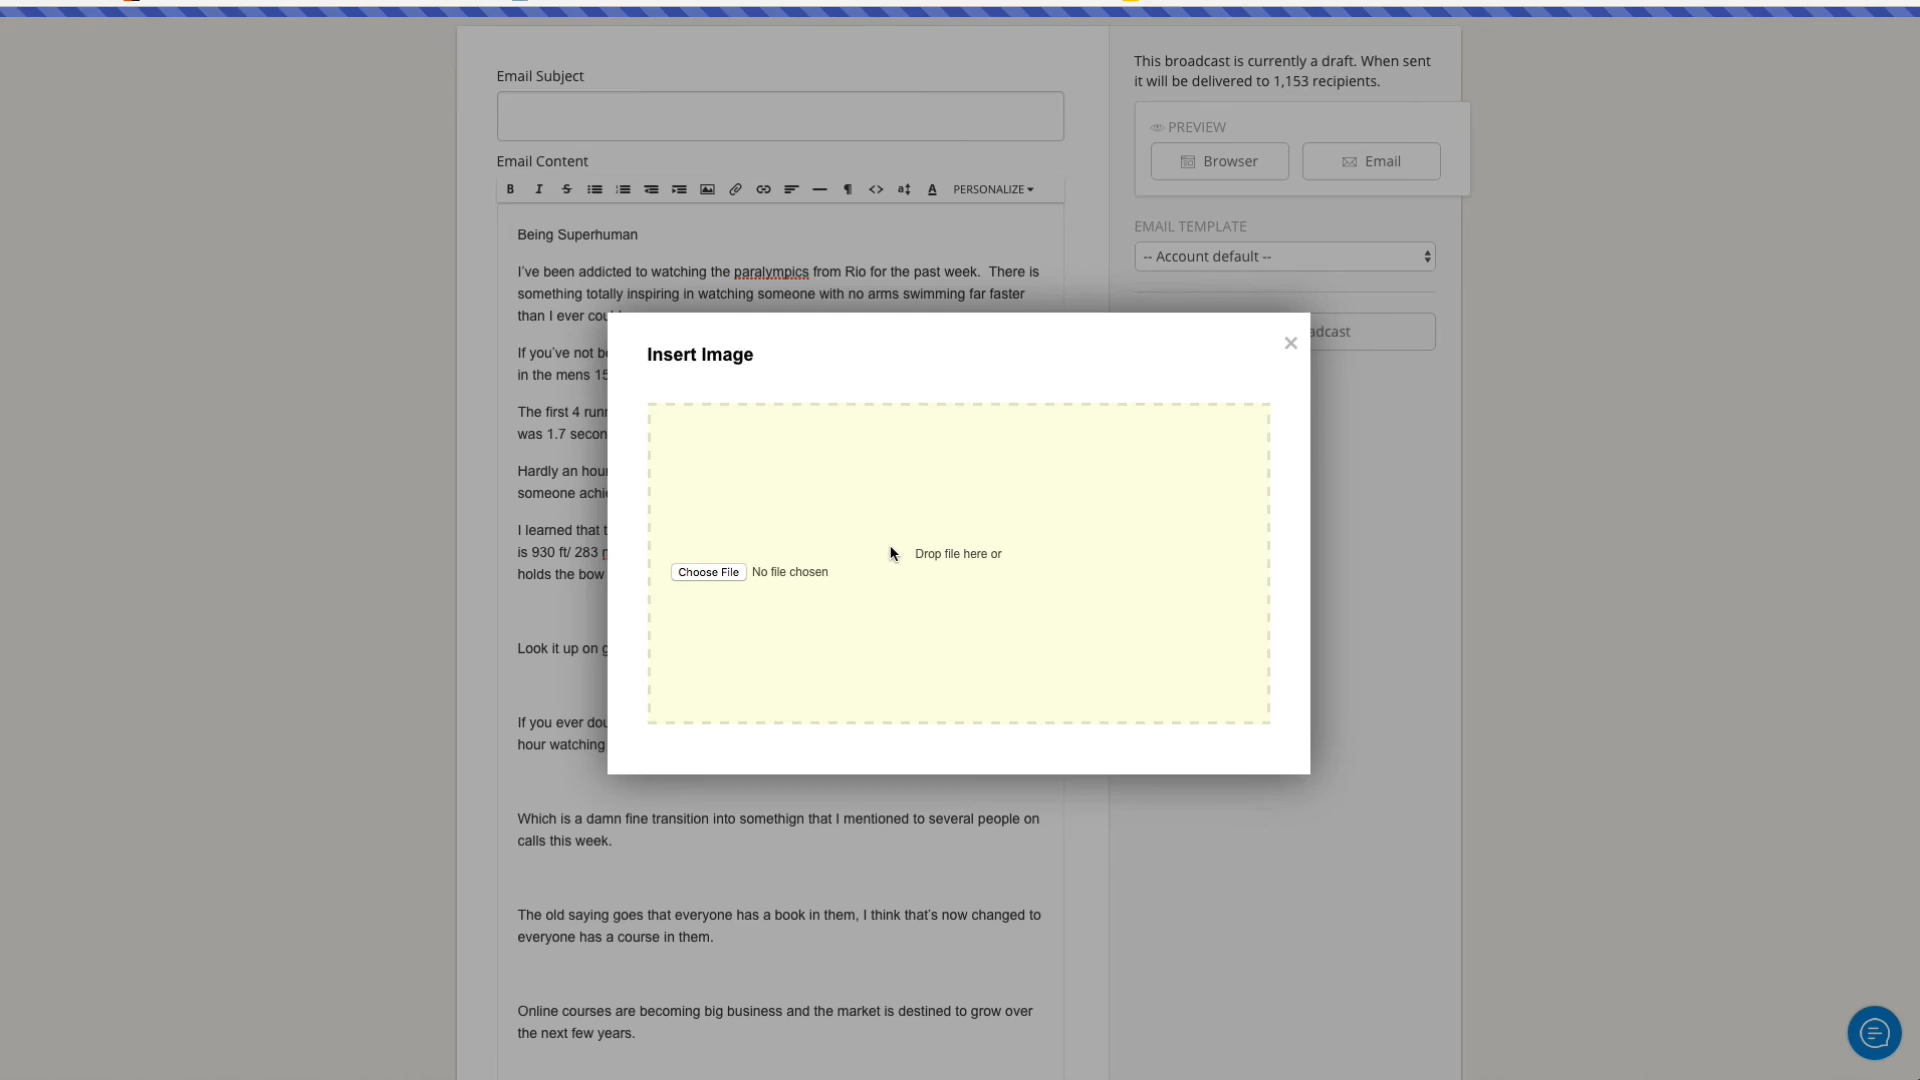 Email Subject
Email Content
PERSONALIZE
Being Superhuman
I've been addicted to watching the paralympics from Rio for the past week. There is
something totally inspiring in watching someone with no arms swimming far faster
than I ever
If you've not
in the mens
The first 4
was 1.7
Hardly an
someone
I learned that
is 930 ft/ 283
holds the bow
Look it up on
If you ever
hour watching
Which is a damn fine transition into somethign that I mentioned to several people on
calls this week.
The old saying goes that everyone has a book in them, I think that's now changed to
everyone has a course in them.
Online courses are becoming big business and the market is destined to grow over
the next few years.
Insert Image
Drop file here or
Choose File No file chosen
This broadcast is currently a draft. When sent
it will be delivered to 1,153 recipients.
PREVIEW
Browser
Email
EMAIL TEMPLATE
-- Account default --